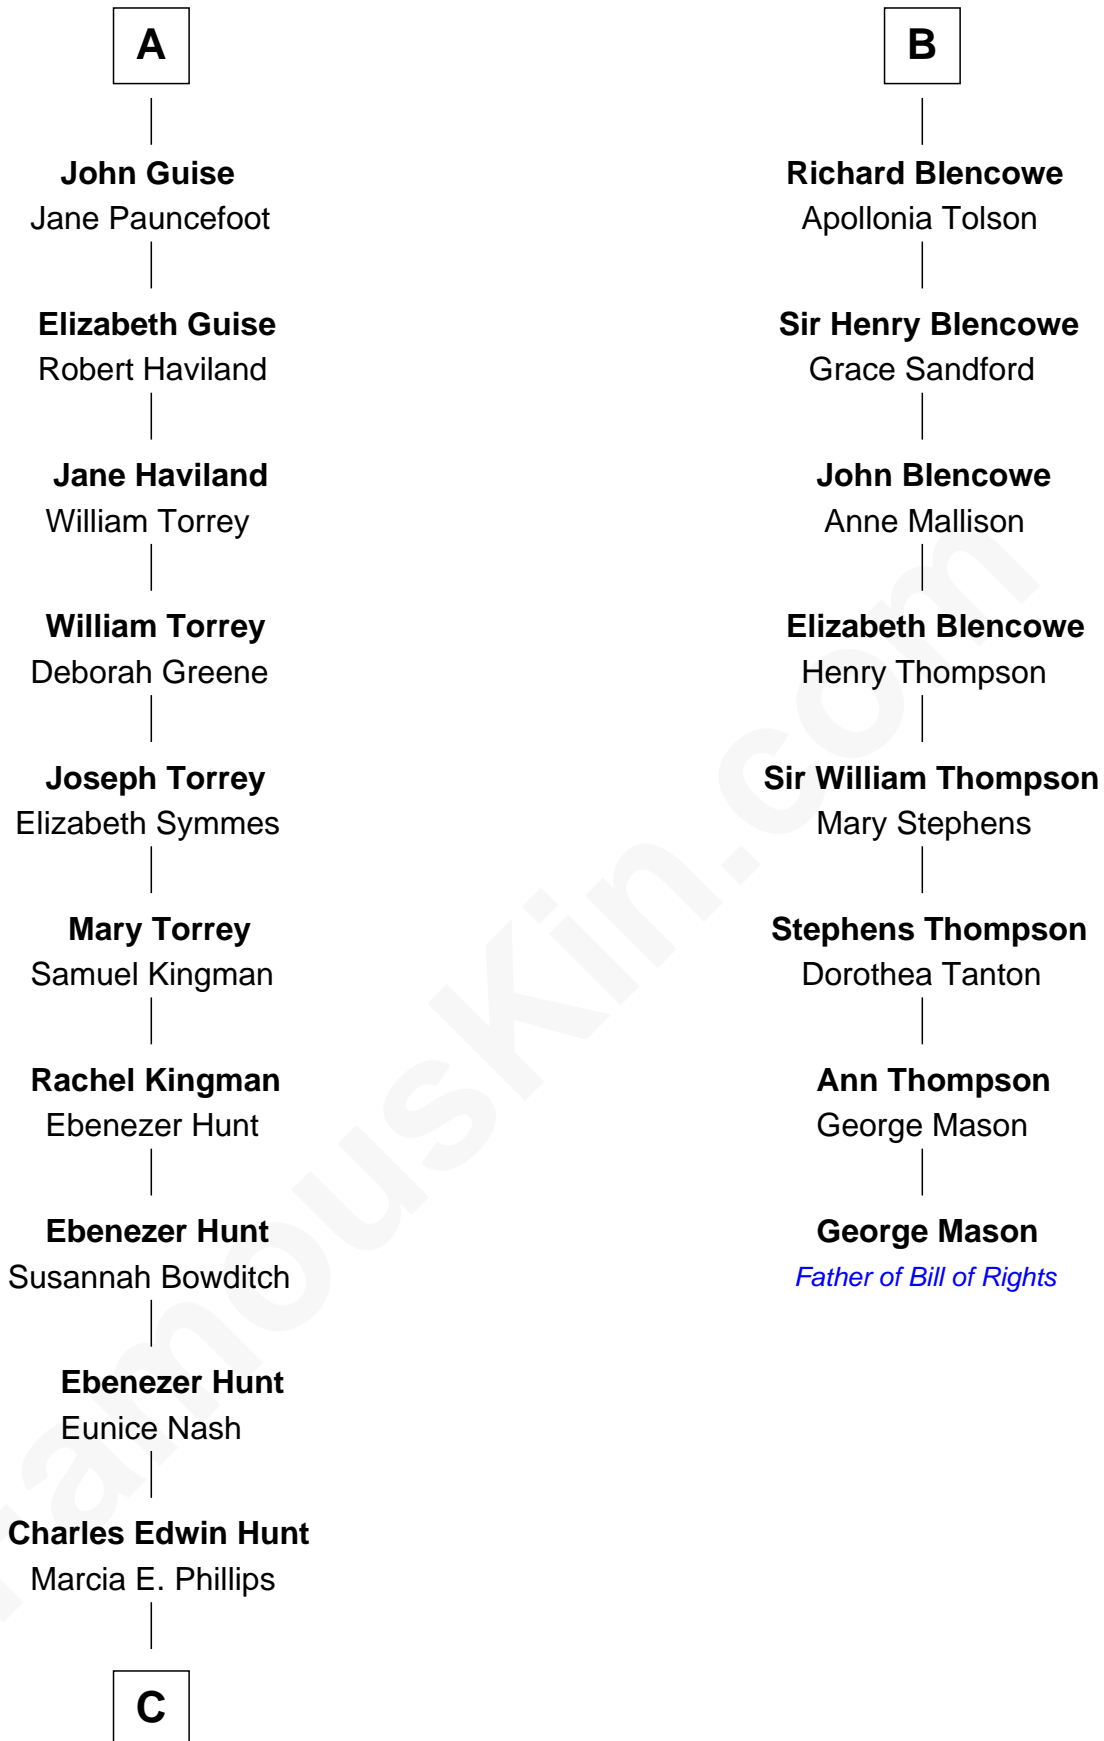 A
John Guise
Jane Pauncefoot
Elizabeth Guise
Robert Haviland
Jane Haviland
William Torrey
William Torrey
Deborah Greene
Joseph Torrey
Elizabeth Symmes
Mary Torrey
Samuel Kingman
Rachel Kingman
Ebenezer Hunt
Ebenezer Hunt
Susannah Bowditch
Ebenezer Hunt
Eunice Nash
Charles Edwin Hunt
Marcia E. Phillips
C
B
Richard Blencowe
Apollonia Tolson
Sir Henry Blencowe
Grace Sandford
John Blencowe
Anne Mallison
Elizabeth Blencowe
Henry Thompson
Sir William Thompson
Mary Stephens
Stephens Thompson
Dorothea Tanton
Ann Thompson
George Mason
George Mason
Father of Bill of Rights
FamousKin.com